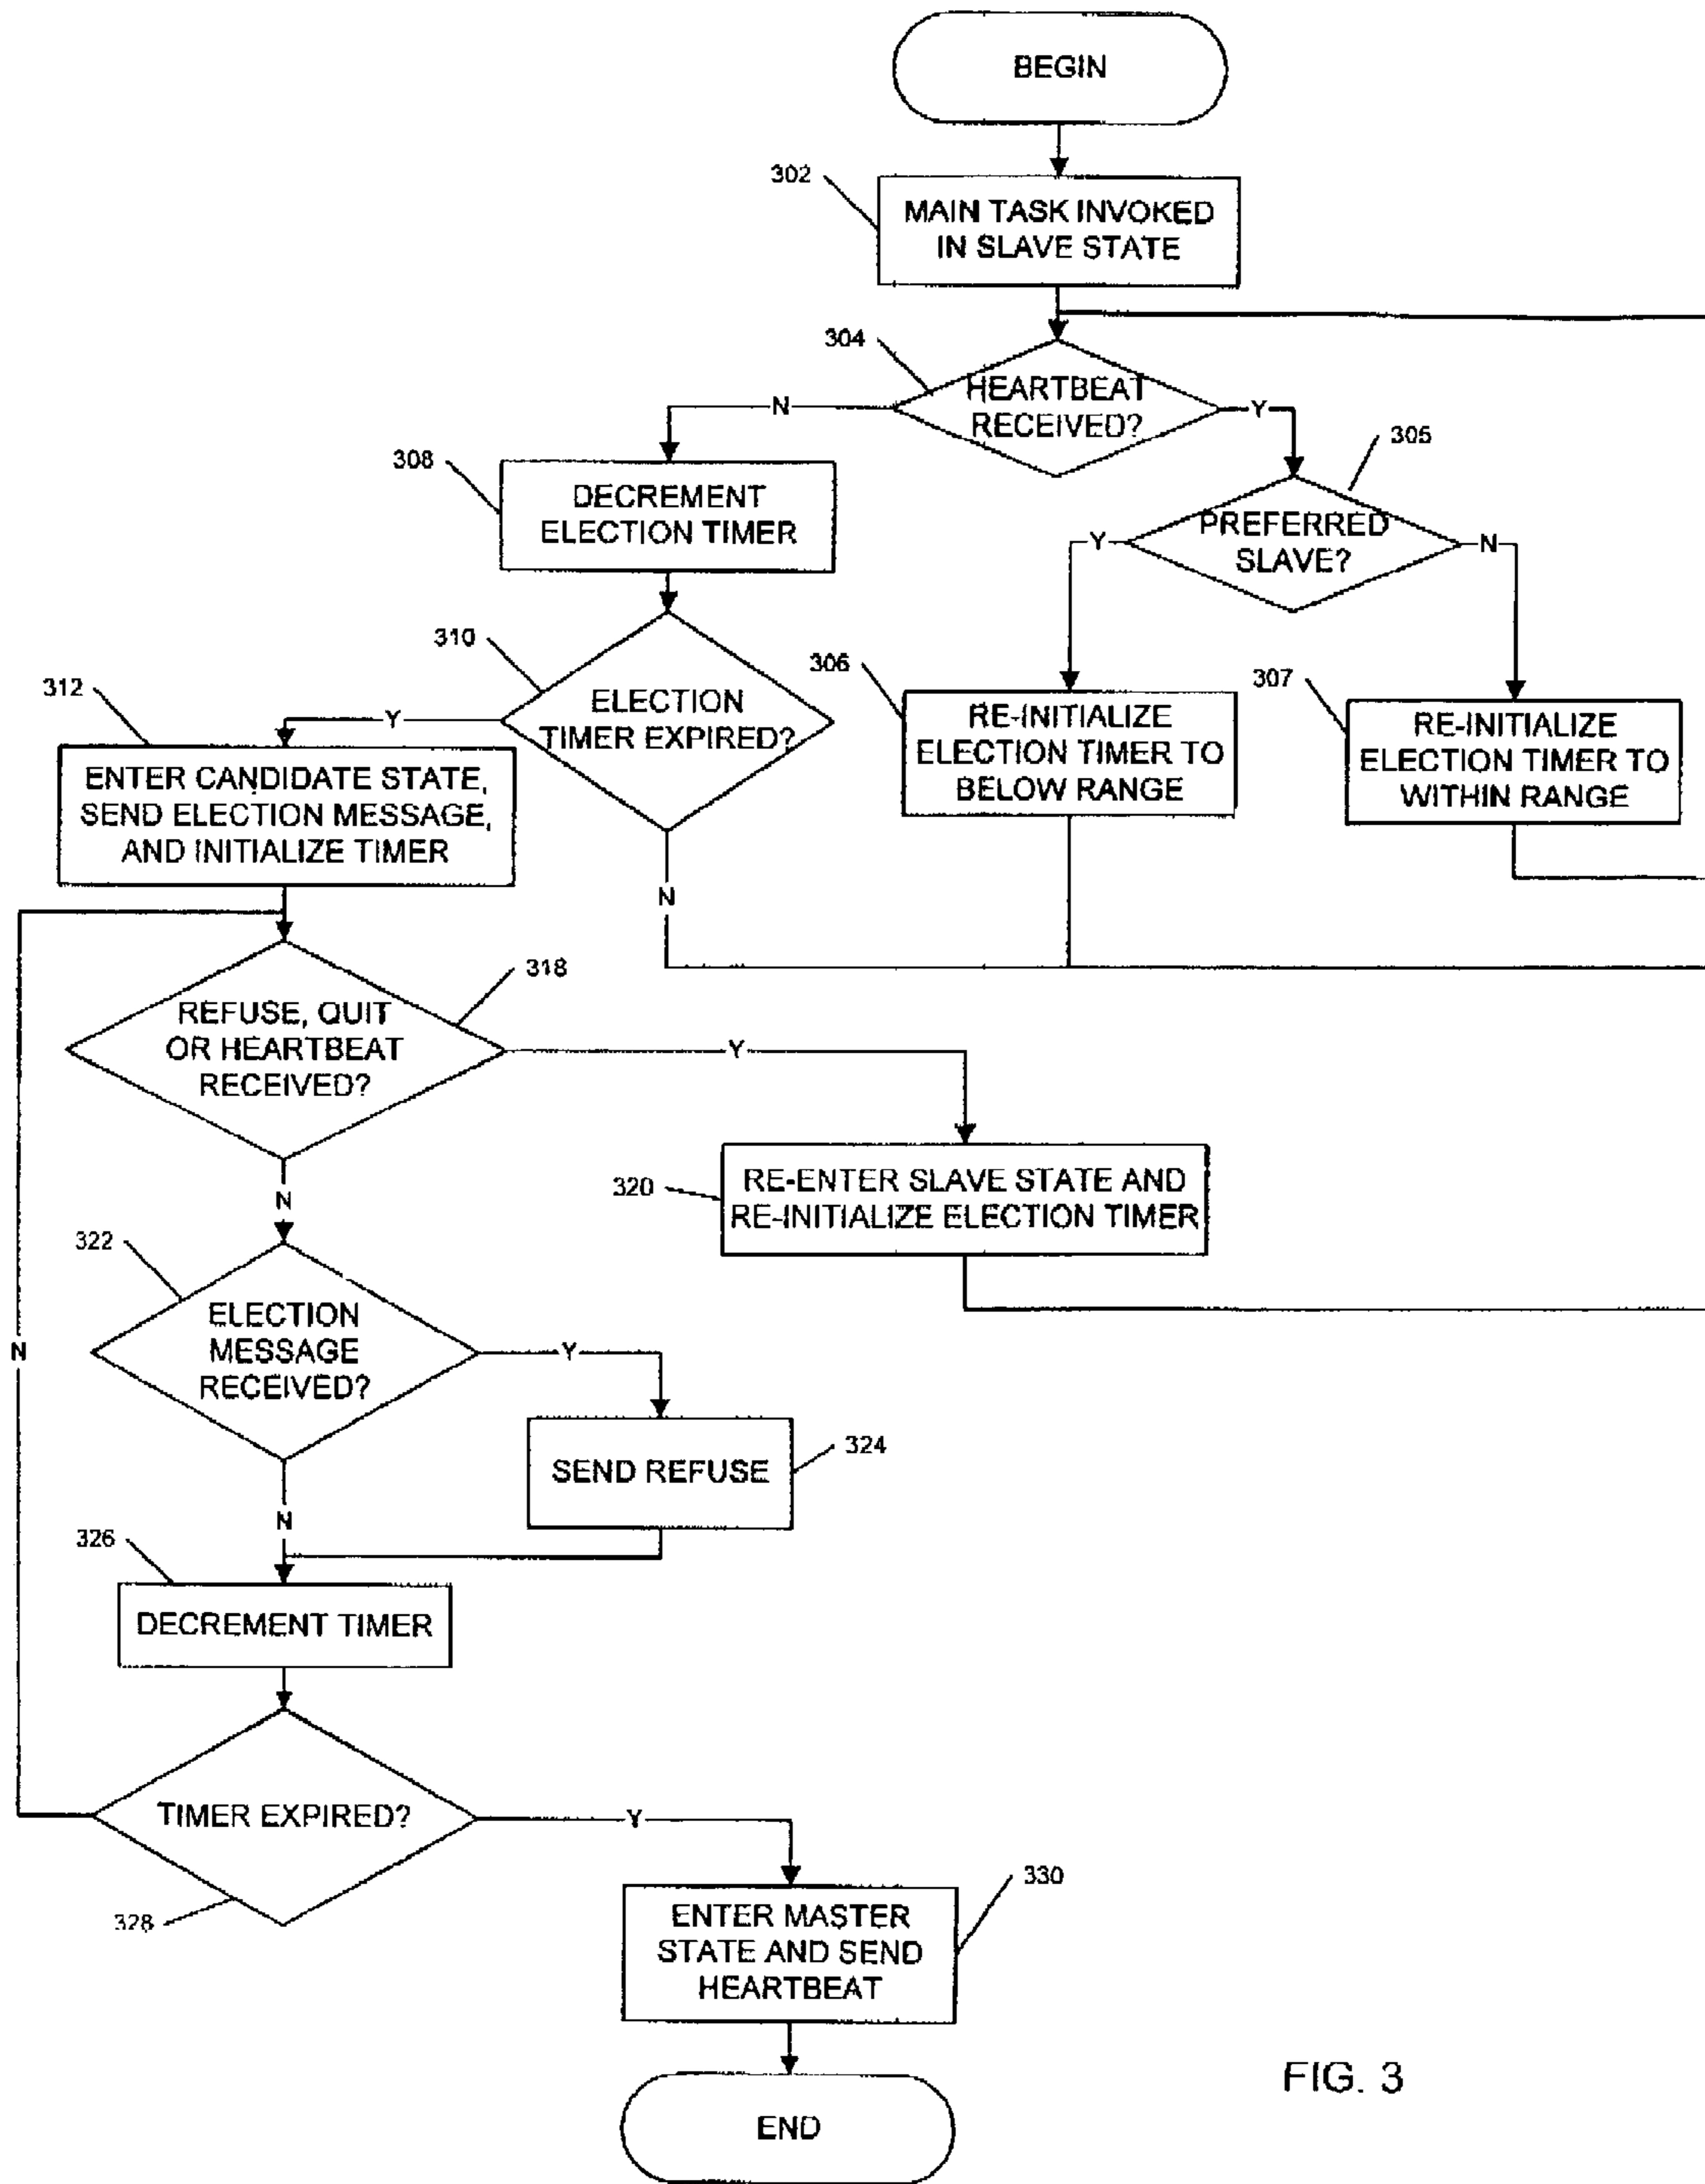 BEGIN
302
MAIN TASK INVOKED
IN SLAVE STATE
304
HEARTBEAT
RECEIVED?
N
Y
305
308
DECREMENT
ELECTION TIMER
PREFERRED
SLAVE?
Y
N
310
ELECTION
TIMER EXPIRED?
306
RE-INITIALIZE
ELECTION TIMER TO
BELOW RANGE
307
RE-INITIALIZE
ELECTION TIMER TO
WITHIN RANGE
312
Y
ENTER CANDIDATE STATE,
SEND ELECTION MESSAGE,
AND INITIALIZE TIMER
N
318
REFUSE, QUIT
OR HEARTBEAT
RECEIVED?
Y
N
320
RE-ENTER SLAVE STATE AND
RE-INITIALIZE ELECTION TIMER
322
ELECTION
MESSAGE
RECEIVED?
N
Y
324
SEND REFUSE
N
326
DECREMENT TIMER
TIMER EXPIRED?
Y
328
330
ENTER MASTER
STATE AND SEND
HEARTBEAT
END
FIG. 3